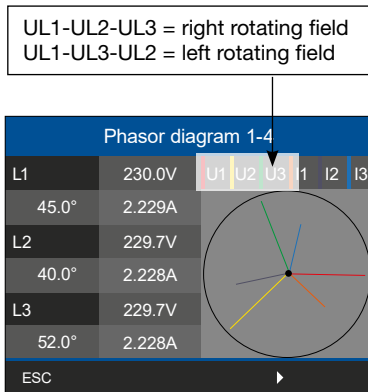 UL1-UL2-UL3 = right rotating field
UL1-UL3-UL2 = left rotating field
Phasor diagram 1-4
L1 230.0V U1 U2 U3 I1 I2 I3
45.0° 2.229A
L2 229.7V
40.0° 2.228A
L3 229.7V
52.0° 2.228A
ESC